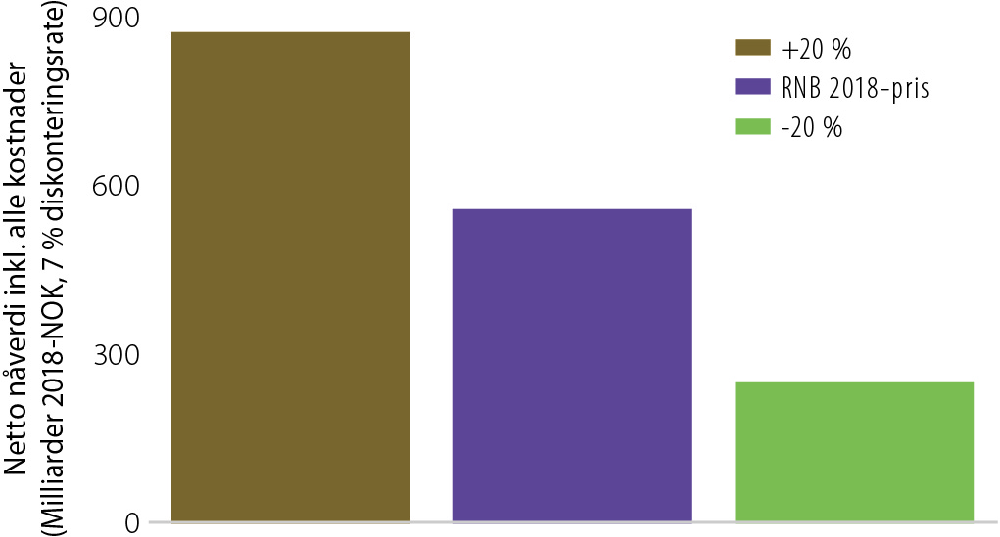 Netto nåverdi inkl. alle kostnader
(Milliarder 2018-NOK, 7 % diskonteringsrate)
900
600
300
0
+20 %
RNB 2018-pris
-20 %